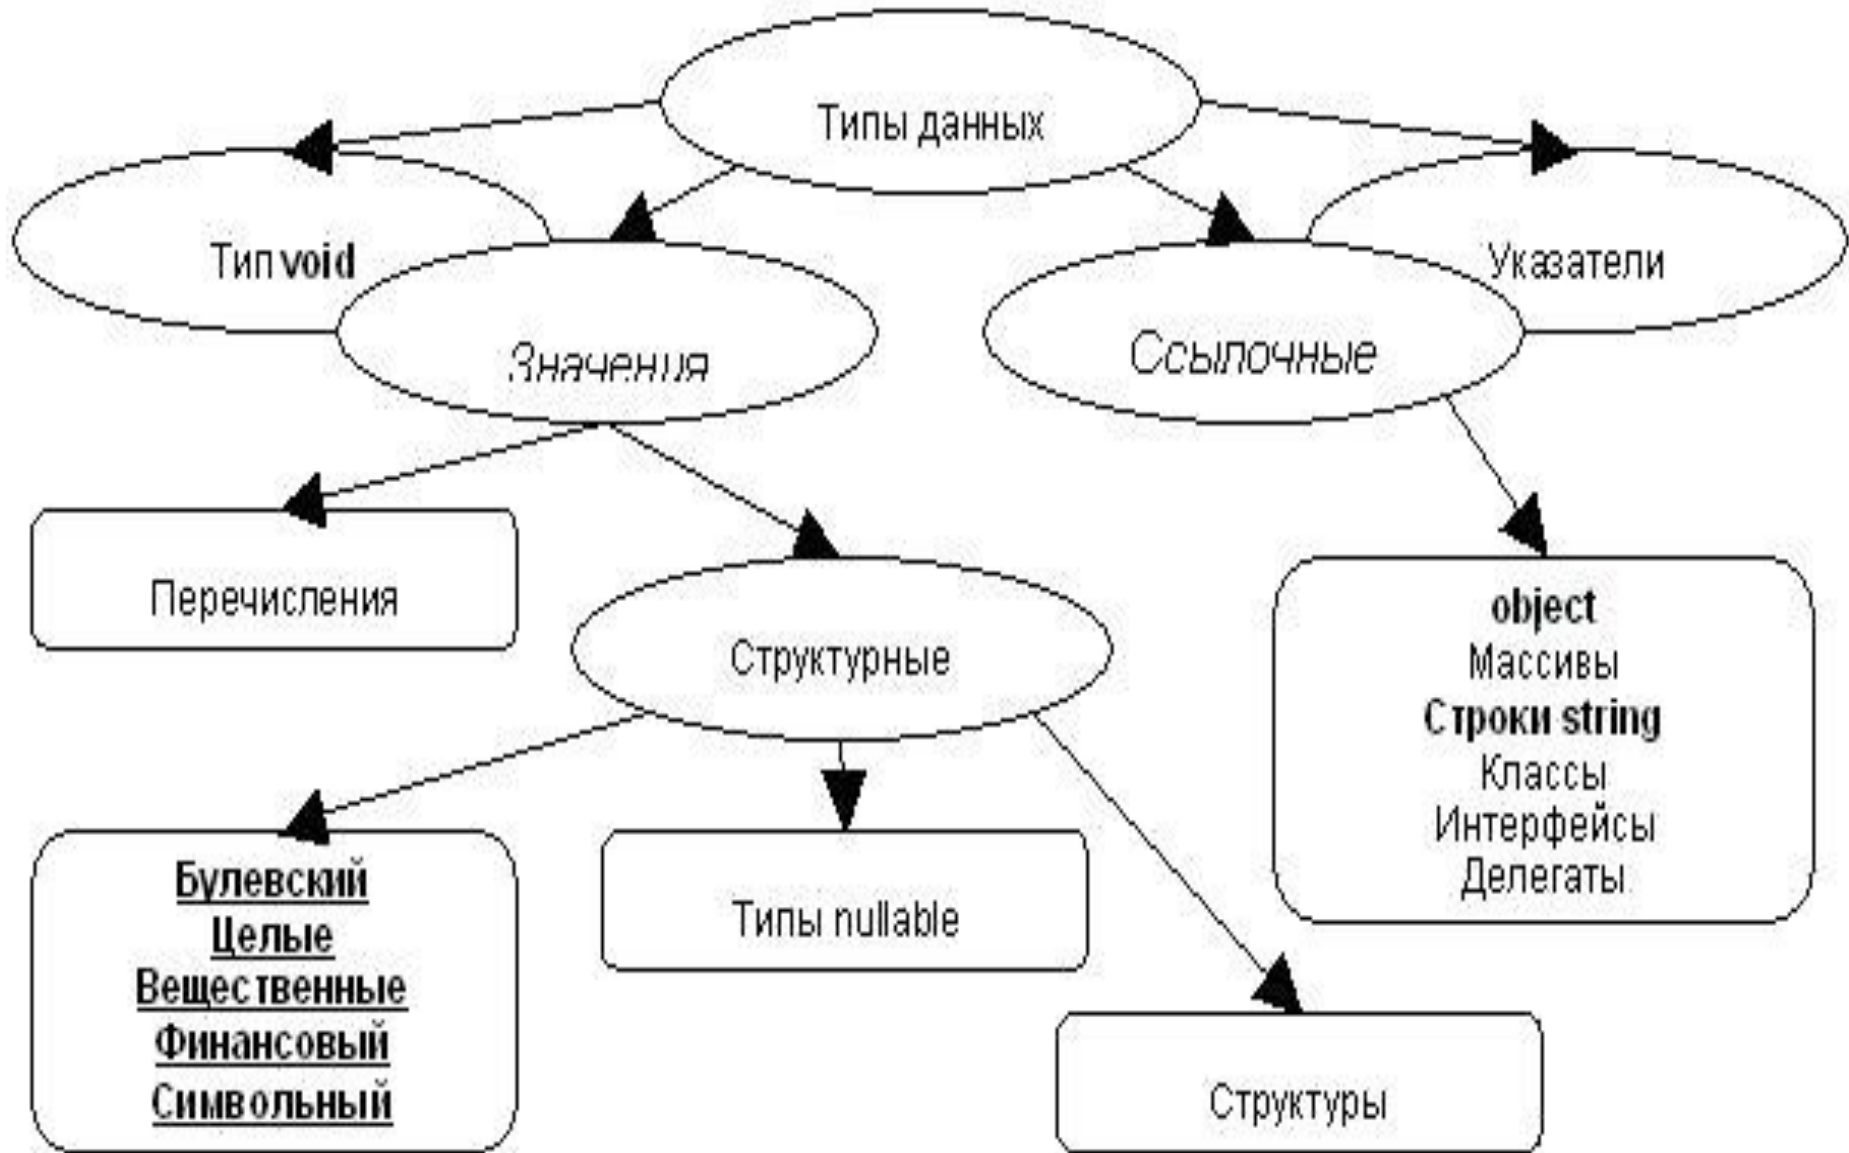 Типы данных
Тип void
Указатели
Значения
Ссылочные
Перечисления
Структурные
object
Массивы
Строки string
Классы
Интерфейсы
Делегаты
Булевский
Целые
Вещественные
Финансовый
Символьный
Типы nullable
Структуры